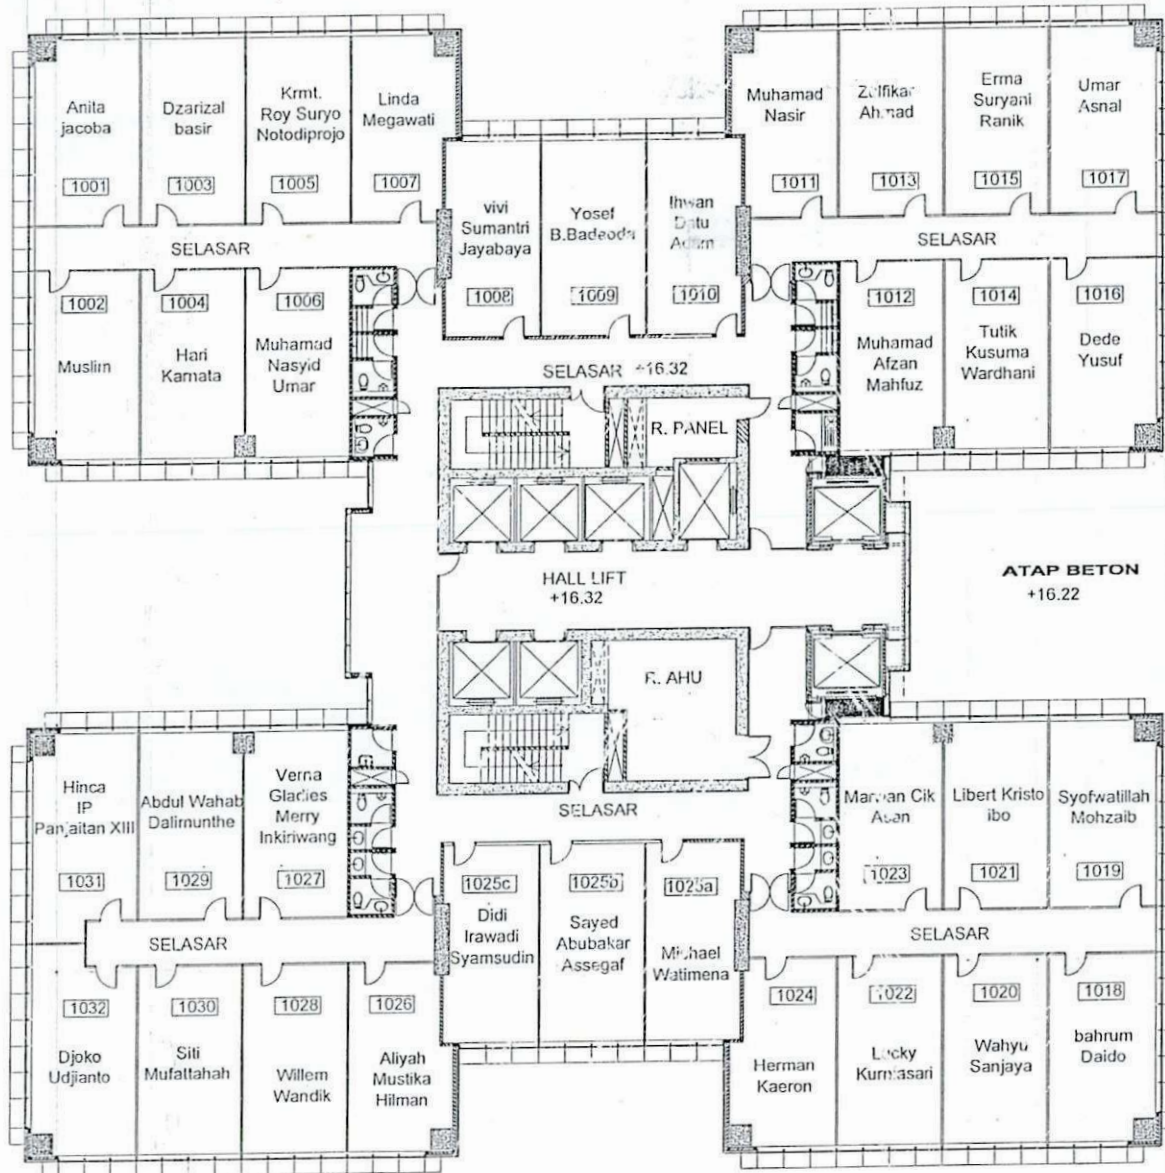 Anita
jacoba
1001
Dzarizal
basir
1003
Krmt.
Roy Suryo
Notodiprojo
1005
Linda
Megawati
1007
vivi
Sumantri
Jayabaya
1008
Yosef
B.Badeoda
1009
Ihwan
Datu
Adam
1010
Muhamad
Nasir
1011
Zulfikar
Ahmad
1013
Erma
Suryani
Ranik
1015
Umar
Asnal
1017
SELASAR
SELASAR
1002
Muslim
1004
Hari
Kamata
1006
Muhamad
Nasyid
Umar
1012
Muhamad
Afzan
Mahfuz
1014
Tutik
Kusuma
Wardhani
1016
Dede
Yusuf
SELASAR +16.32
R. PANEL
HALL LIFT
+16.32
ATAP BETON
+16.22
R. AHU
SELASAR
Hinca
IP
Panjaitan XIII
1031
Abdul Wahab
Dalimunthe
1029
Verna
Gladies
Merry
Inkiriwang
1027
1025c
Didi
Irawadi
Syamsudin
1025b
Sayed
Abubakar
Assegaf
1025a
Michael
Watimena
Marwan Cik
Asan
1023
Libert Kristo
ibo
1021
Syofwatillah
Mohzaib
1019
SELASAR
SELASAR
1032
Djoko
Udjianto
1030
Siti
Mufattahah
1028
Willem
Wandik
1026
Aliyah
Mustika
Hilman
1024
Herman
Kaeron
1022
Lucky
Kurniasari
1020
Wahyu
Sanjaya
1018
bahrum
Daido